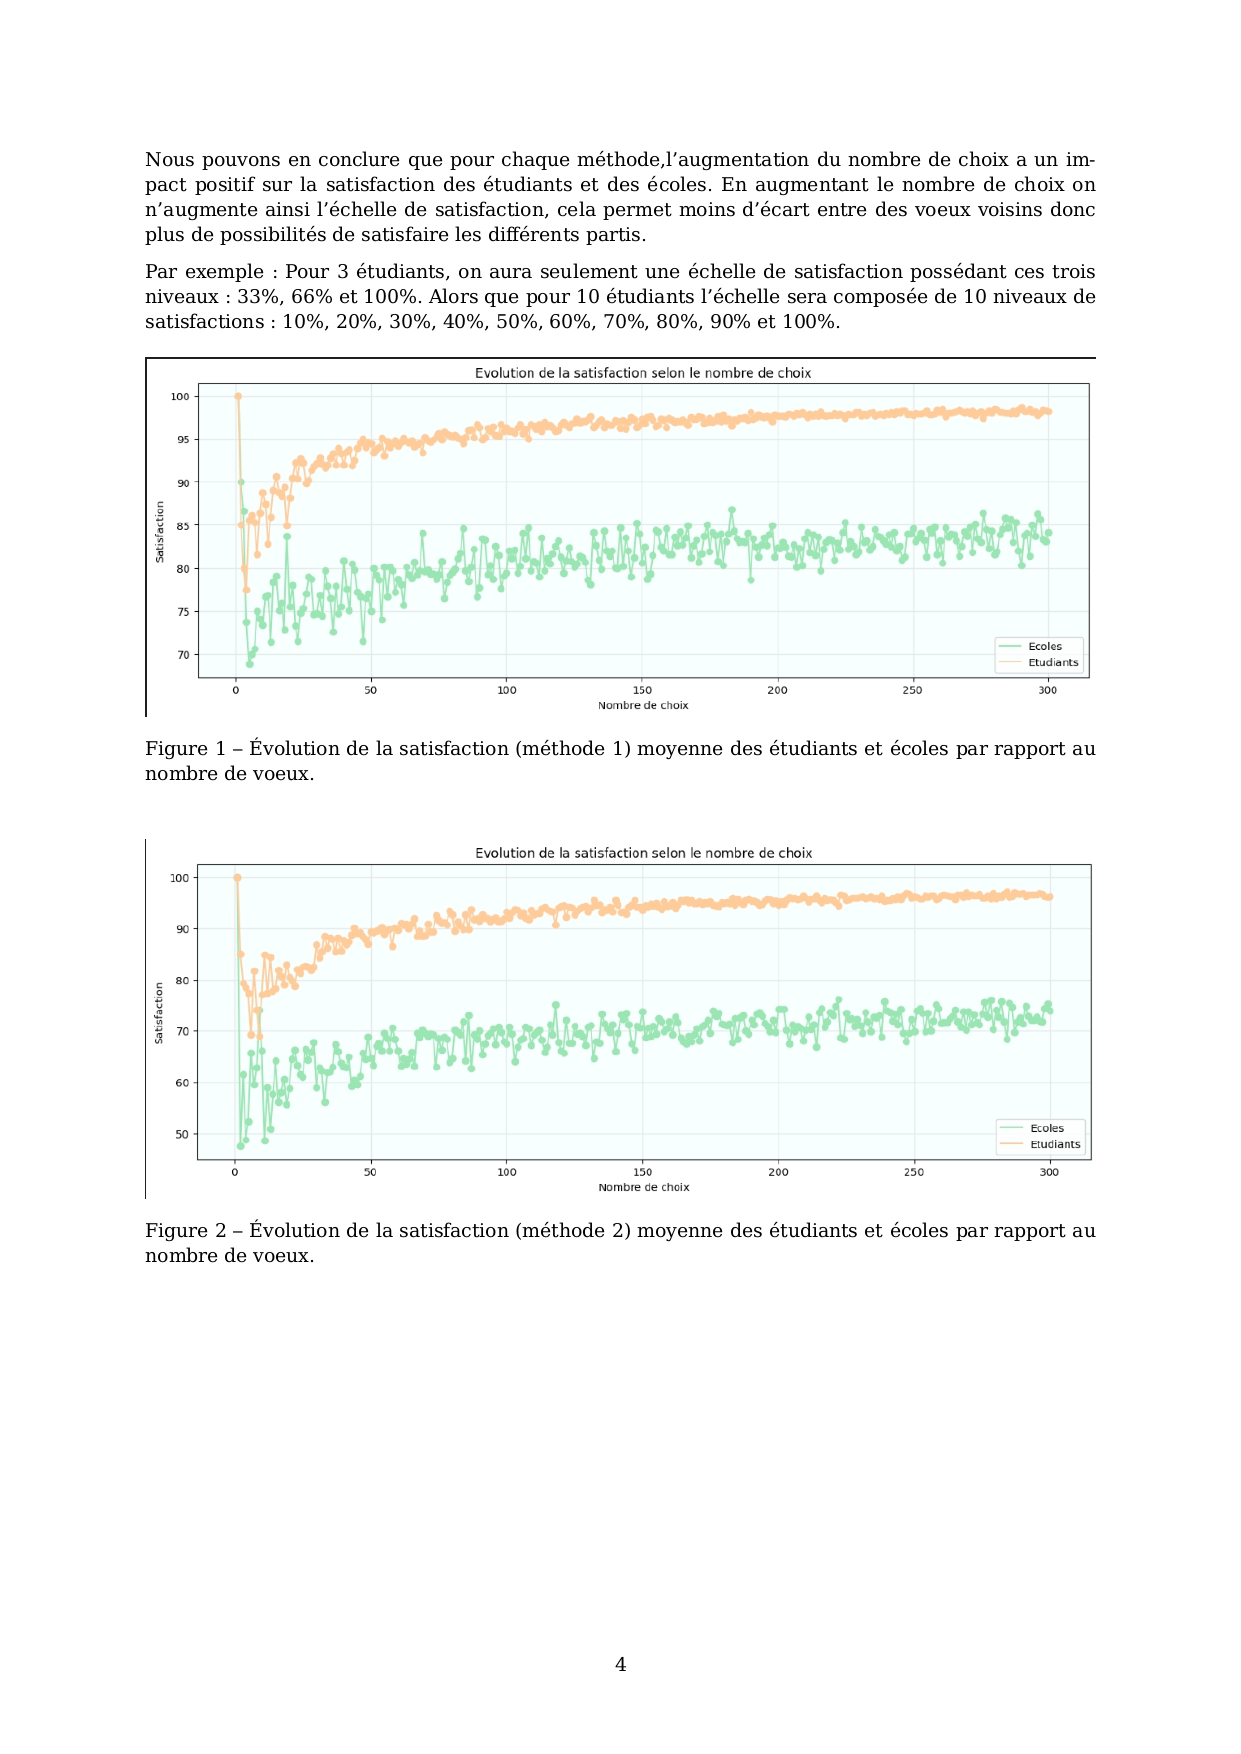 Nous pouvons en conclure que pour chaque méthode,l’augmentation du nombre de choix a un im-
pact positif sur la satisfaction des étudiants et des écoles. En augmentant le nombre de choix on
n’augmente ainsi l’échelle de satisfaction, cela permet moins d’écart entre des voeux voisins donc
plus de possibilités de satisfaire les différents partis.
Par exemple : Pour 3 étudiants, on aura seulement une échelle de satisfaction possédant ces trois
niveaux : 33%, 66% et 100%. Alors que pour 10 étudiants l’échelle sera composée de 10 niveaux de
satisfactions : 10%, 20%, 30%, 40%, 50%, 60%, 70%, 80%, 90% et 100%.
Evolution de la satisfaction selon le nombre de choix
100
95
90
85
80
75
70
Satisfaction
Ecoles
Etudiants
0 50 100 150 200 250 300
Nombre de choix
Figure 1 – Évolution de la satisfaction (méthode 1) moyenne des étudiants et écoles par rapport au
nombre de voeux.
Evolution de la satisfaction selon le nombre de choix
100
90
80
70
60
50
Satisfaction
Ecoles
Etudiants
0 50 100 150 200 250 300
Nombre de choix
Figure 2 – Évolution de la satisfaction (méthode 2) moyenne des étudiants et écoles par rapport au
nombre de voeux.
4